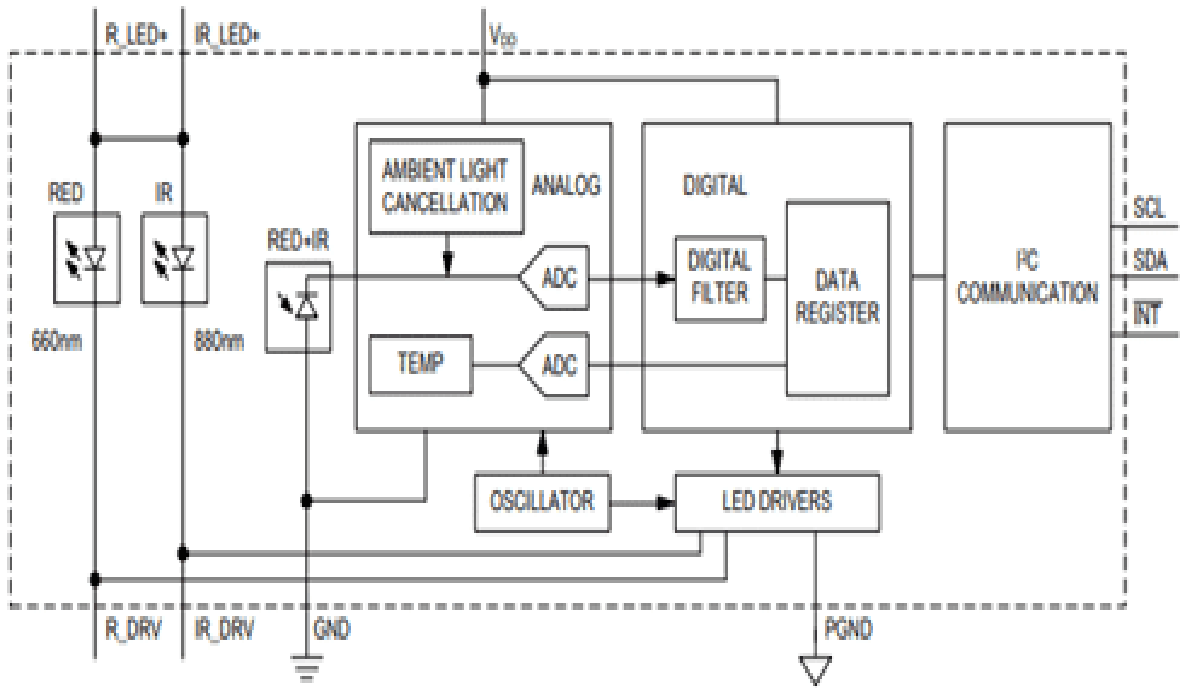 R_LED+
IR_LED+
VDD
RED
IR
RED+IR
660nm
880nm
AMBIENT LIGHT
CANCELLATION
ANALOG
ADC
TEMP
ADC
DIGITAL
DIGITAL
FILTER
DATA
REGISTER
I²C
COMMUNICATION
SCL
SDA
INT
OSCILLATOR
LED DRIVERS
R_DRV
IR_DRV
GND
PGND